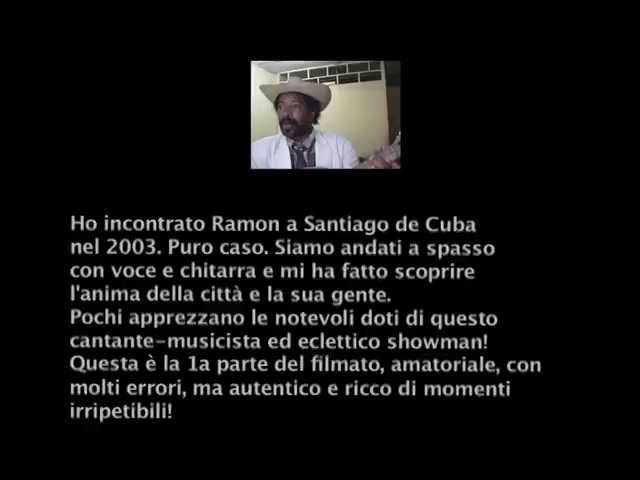 Ho incontrato Ramon a Santiago de Cuba
nel 2003. Puro caso. Siamo andati a spasso
con voce e chitarra e mi ha fatto scoprire
l'anima della città e la sua gente.
Pochi apprezzano le notevoli doti di questo
cantante-musicista ed eclettico showman!
Questa è la 1a parte del filmato, amatoriale, con
molti errori, ma autentico e ricco di momenti
irripetibili!